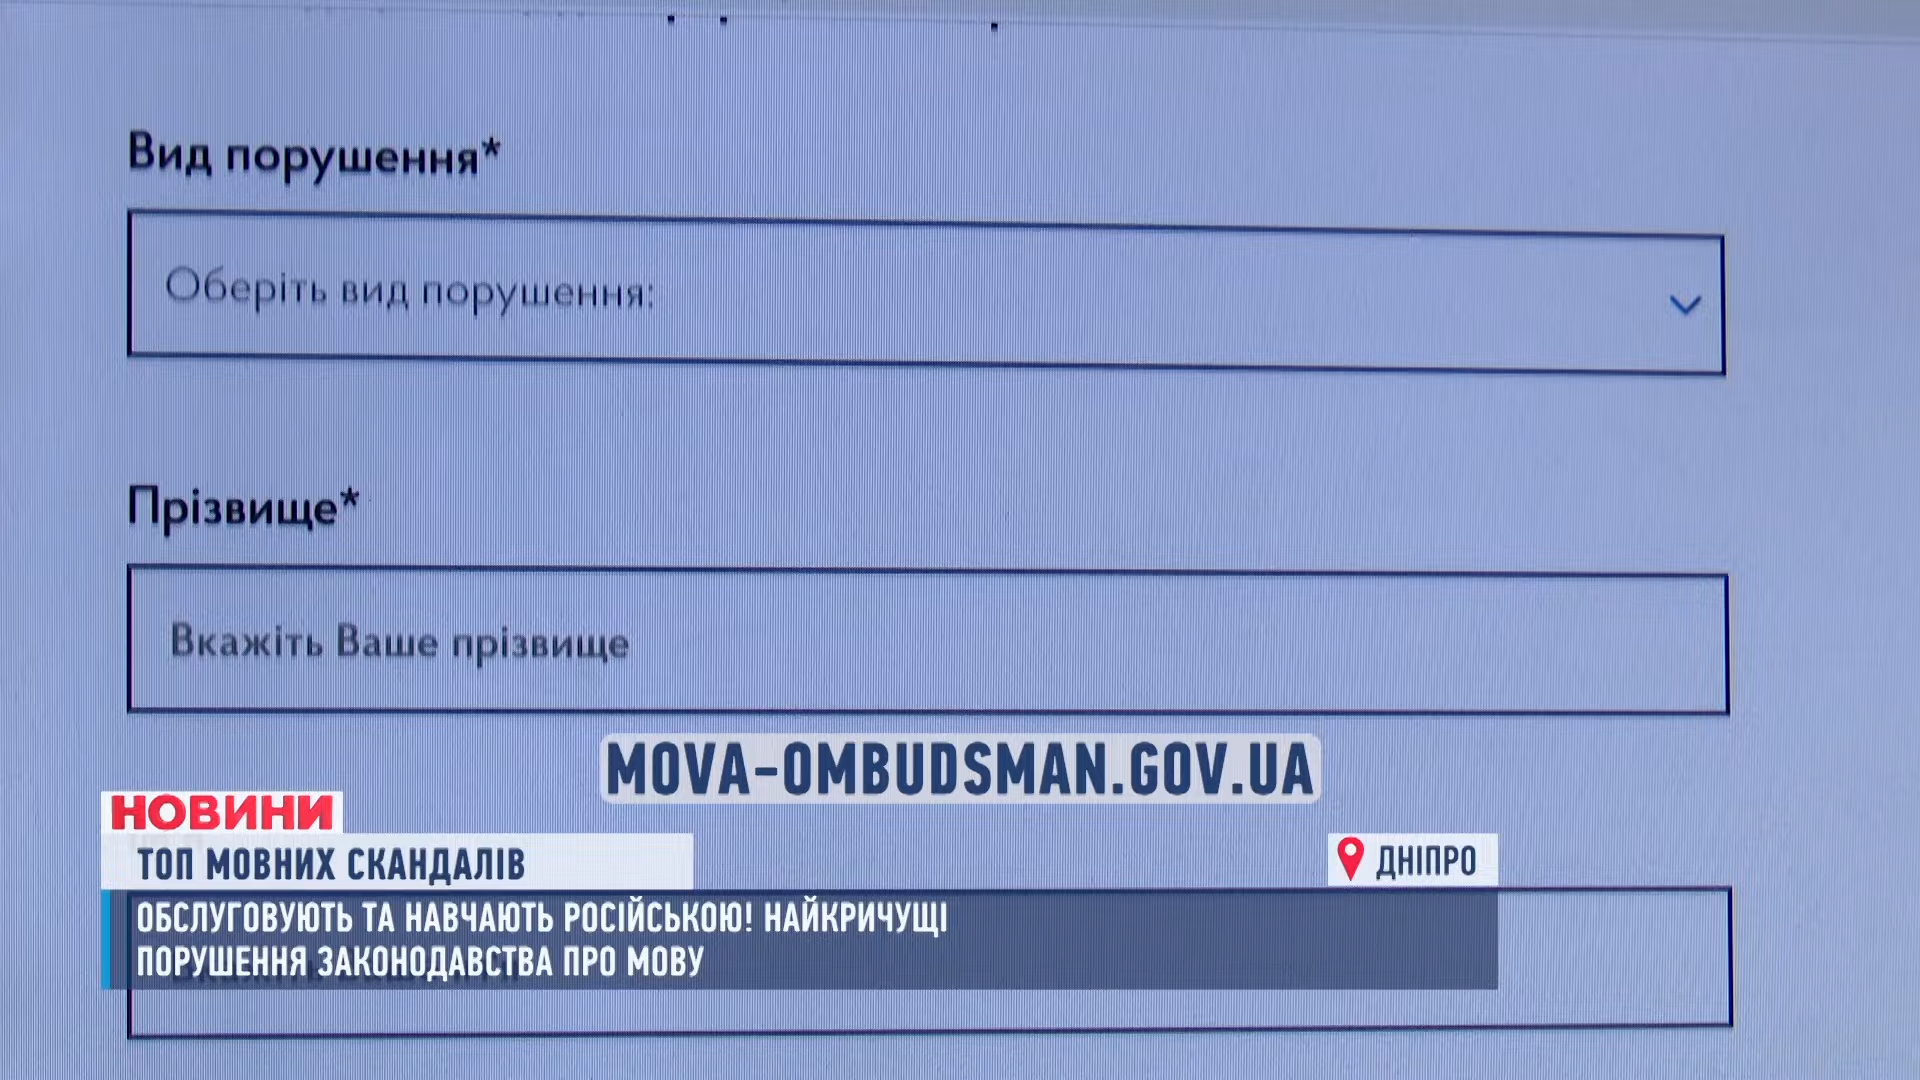 Вид порушення*
Оберіть вид порушення:
Прізвище*
Вкажіть Ваше прізвище
MOVA-OMBUDSMAN.GOV.UA
НОВИНИ
ТОП МОВНИХ СКАНДАЛІВ
ДНІПРО
ОБСЛУГОВУЮТЬ ТА НАВЧАЮТЬ РОСІЙСЬКОЮ! НАЙКРИЧУЩІ
ПОРУШЕННЯ ЗАКОНОДАВСТВА ПРО МОВУ